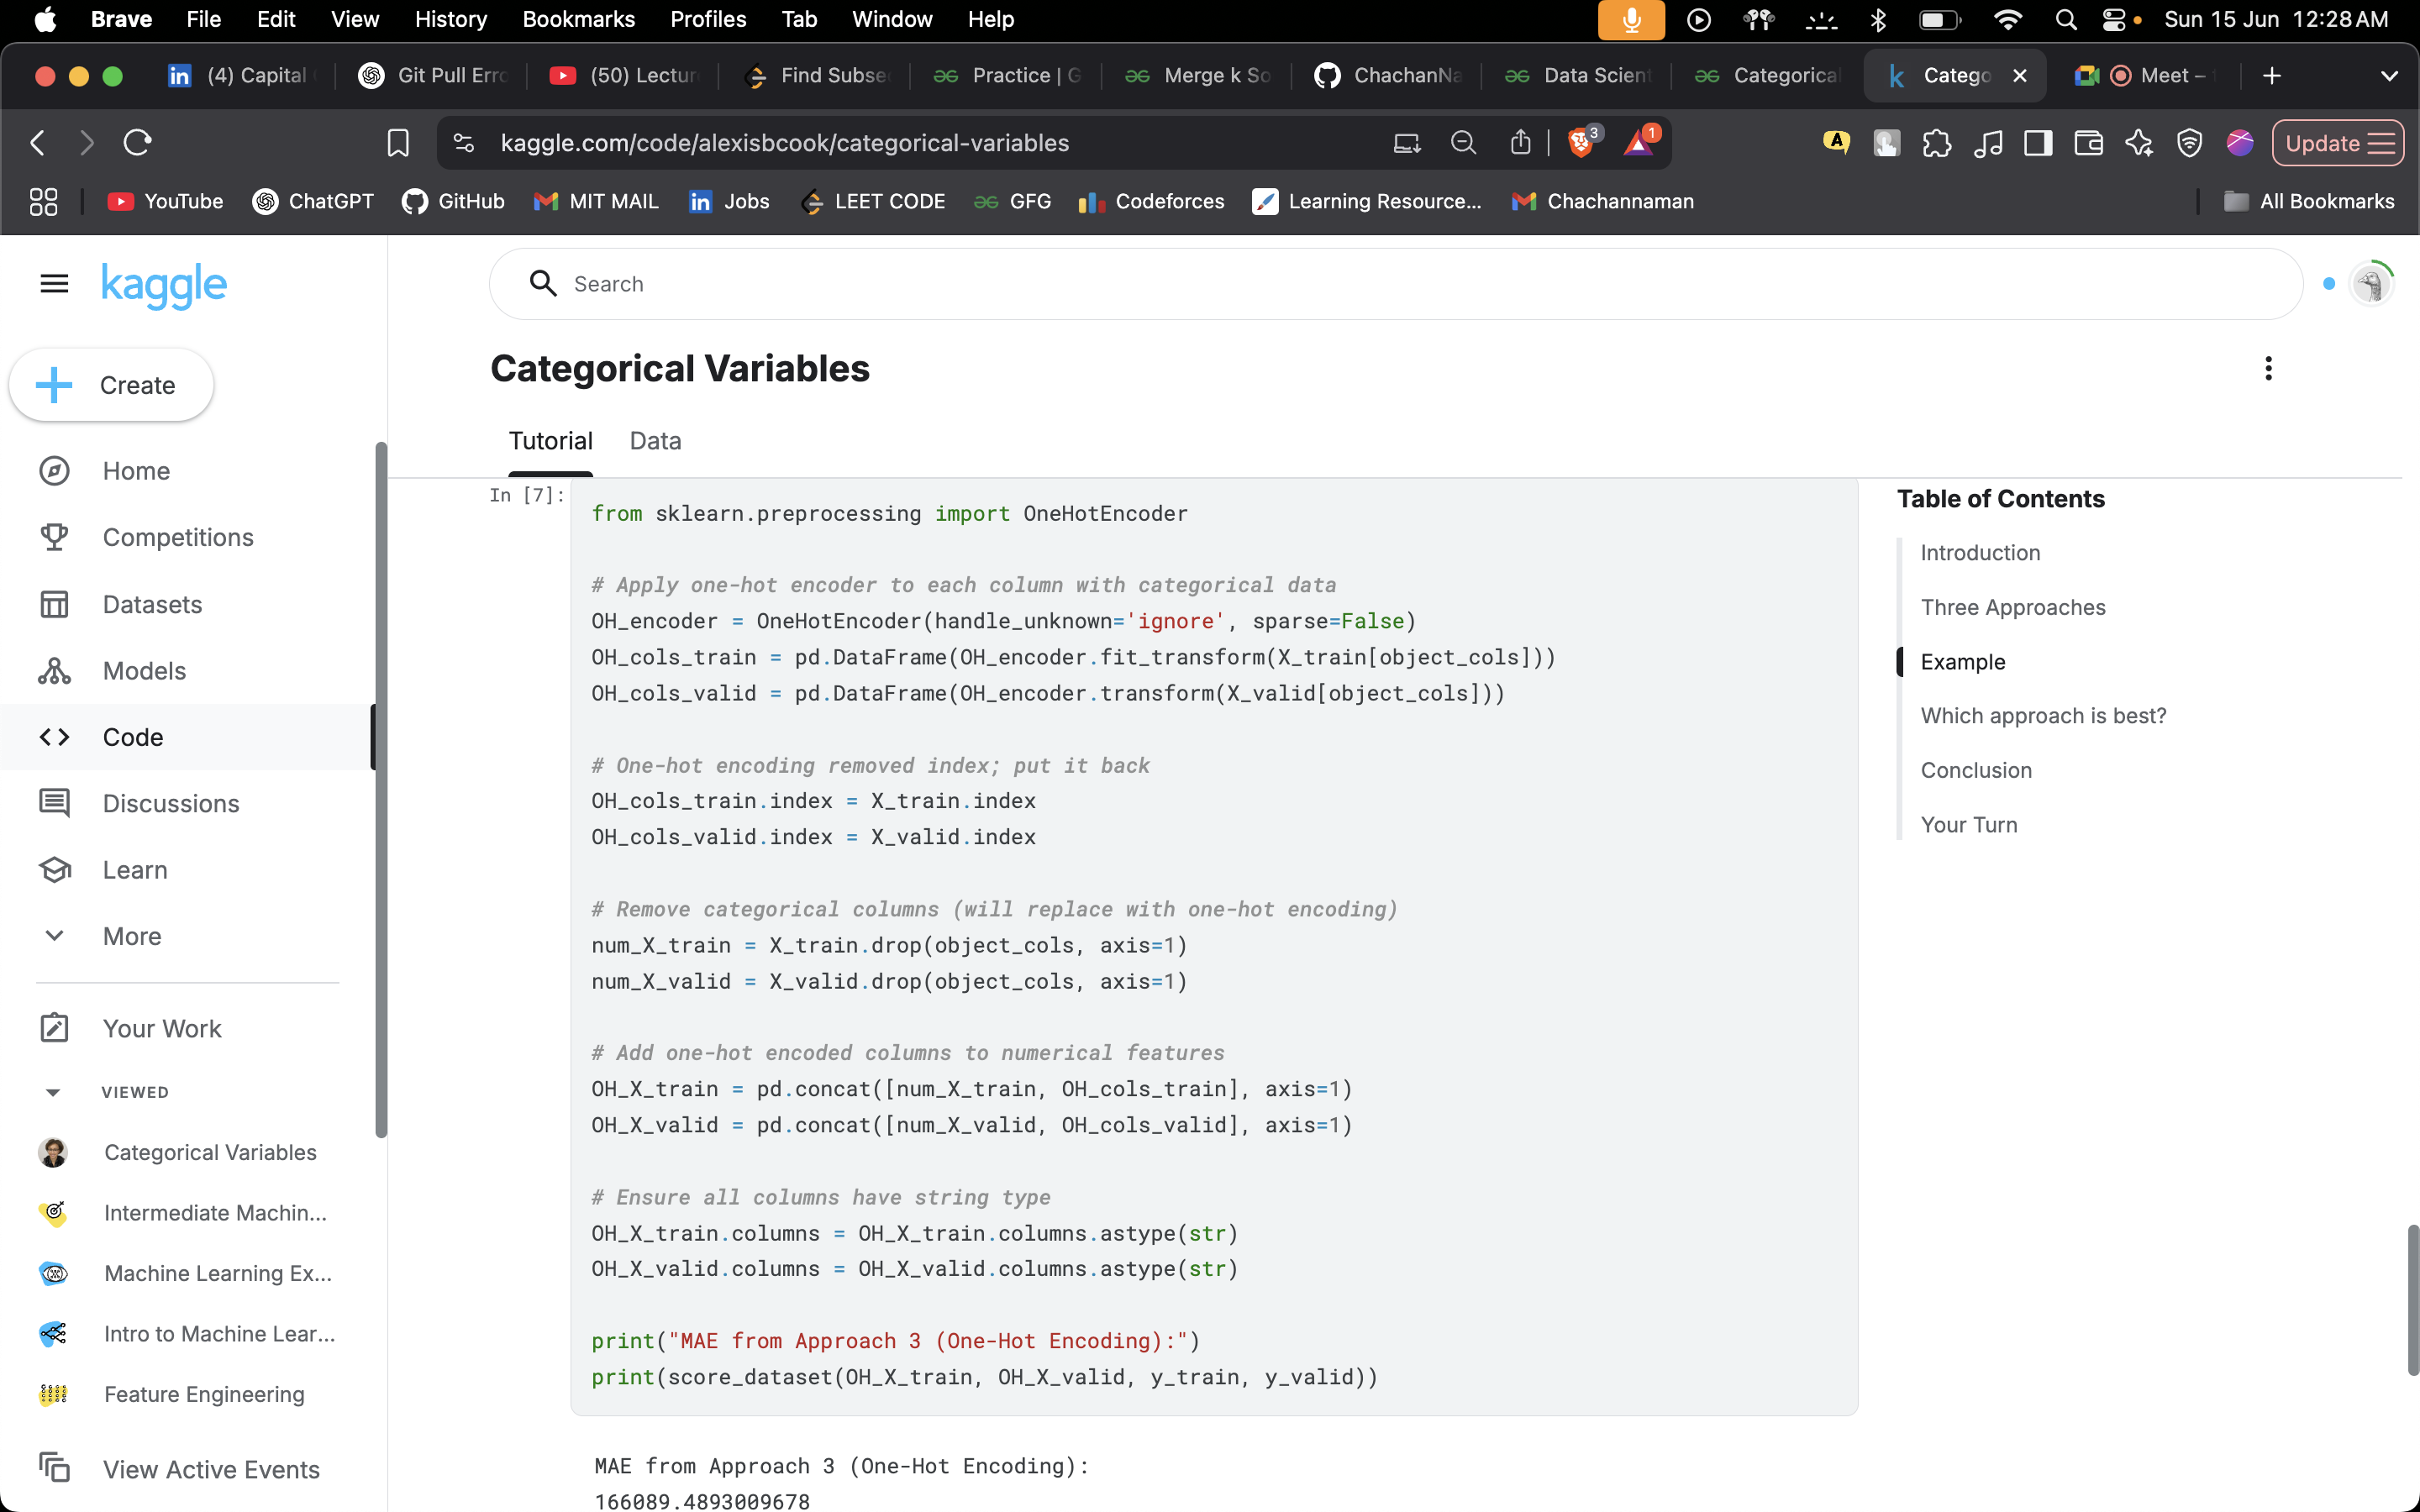 Brave File Edit View History Bookmarks Profiles Tab Window Help Sun 15 Jun 12:28 AM
(4) Capital Git Pull Erro (50) Lectur Find Subse Practice | G Merge k So ChachanNa Data Scient Categorical Catego Meet –
kaggle.com/code/alexisbcook/categorical-variables 3 1 A Update
YouTube ChatGPT GitHub MIT MAIL Jobs LEET CODE GFG Codeforces Learning Resource... Chachannaman All Bookmarks
kaggle
Search
Create
Home
Competitions
Datasets
Models
Code
Discussions
Learn
More
Your Work
VIEWED
Categorical Variables
Intermediate Machin...
Machine Learning Ex...
Intro to Machine Lear...
Feature Engineering
View Active Events
Categorical Variables
Tutorial Data
In [7]:
from sklearn.preprocessing import OneHotEncoder
# Apply one-hot encoder to each column with categorical data
OH_encoder = OneHotEncoder(handle_unknown='ignore', sparse=False)
OH_cols_train = pd.DataFrame(OH_encoder.fit_transform(X_train[object_cols]))
OH_cols_valid = pd.DataFrame(OH_encoder.transform(X_valid[object_cols]))
# One-hot encoding removed index; put it back
OH_cols_train.index = X_train.index
OH_cols_valid.index = X_valid.index
# Remove categorical columns (will replace with one-hot encoding)
num_X_train = X_train.drop(object_cols, axis=1)
num_X_valid = X_valid.drop(object_cols, axis=1)
# Add one-hot encoded columns to numerical features
OH_X_train = pd.concat([num_X_train, OH_cols_train], axis=1)
OH_X_valid = pd.concat([num_X_valid, OH_cols_valid], axis=1)
# Ensure all columns have string type
OH_X_train.columns = OH_X_train.columns.astype(str)
OH_X_valid.columns = OH_X_valid.columns.astype(str)
print("MAE from Approach 3 (One-Hot Encoding):")
print(score_dataset(OH_X_train, OH_X_valid, y_train, y_valid))
MAE from Approach 3 (One-Hot Encoding):
166089.4893009678
Table of Contents
Introduction
Three Approaches
Example
Which approach is best?
Conclusion
Your Turn